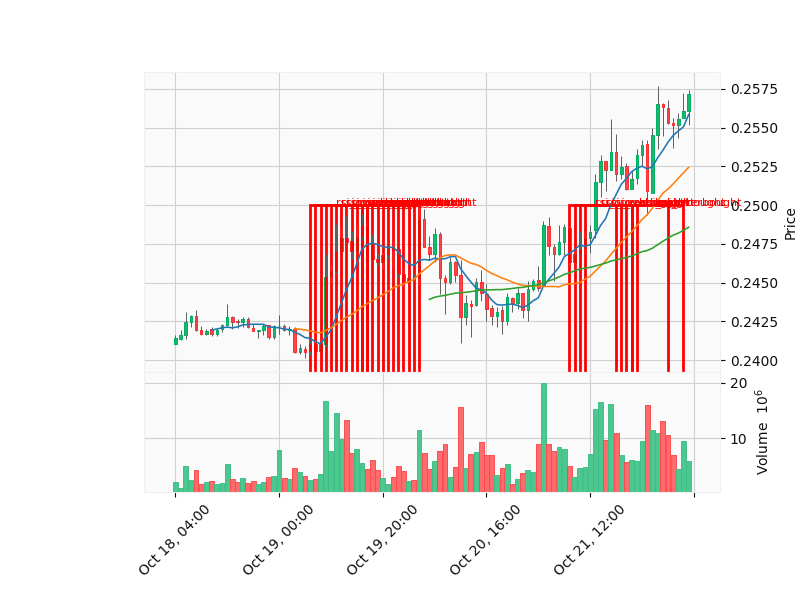 0.2575
0.2550
0.2525
0.2500
0.2475
0.2450
0.2425
0.2400
Price
20
10
Volume 10⁶
Oct 18, 04:00
Oct 19, 00:00
Oct 19, 20:00
Oct 20, 16:00
Oct 21, 12:00